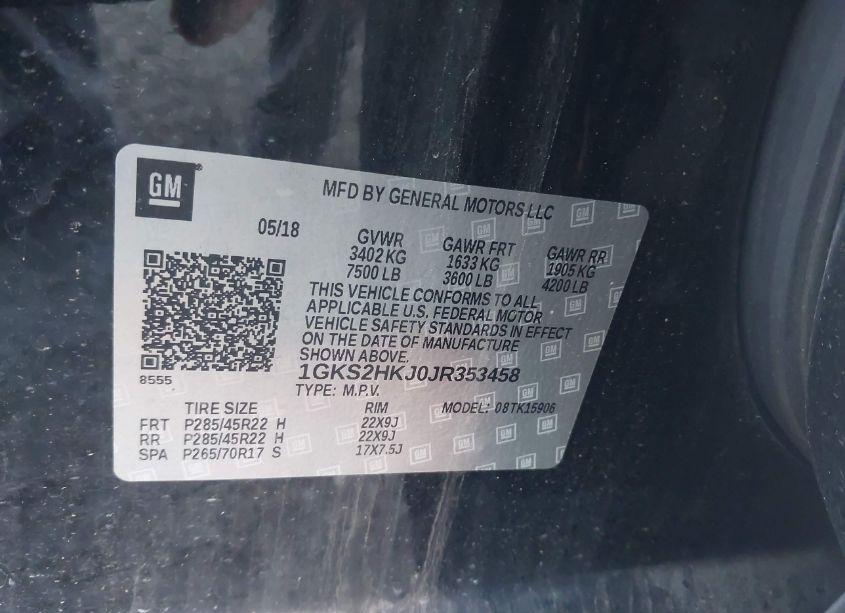 GM
MFD BY GENERAL MOTORS LLC
05/18
GVWR GAWR FRT GAWR RR
3402 KG 1633 KG 1905 KG
7500 LB 3600 LB 4200 LB
THIS VEHICLE CONFORMS TO ALL
APPLICABLE U.S. FEDERAL MOTOR
VEHICLE SAFETY STANDARDS IN EFFECT
ON THE DATE OF MANUFACTURE
SHOWN ABOVE.
8555
1GKS2HKJ0JR353458
TYPE: M.P.V.
TIRE SIZE RIM MODEL: 08TK15906
FRT P285/45R22 H 22X9J
RR P285/45R22 H 22X9J
SPA P265/70R17 S 17X7.5J